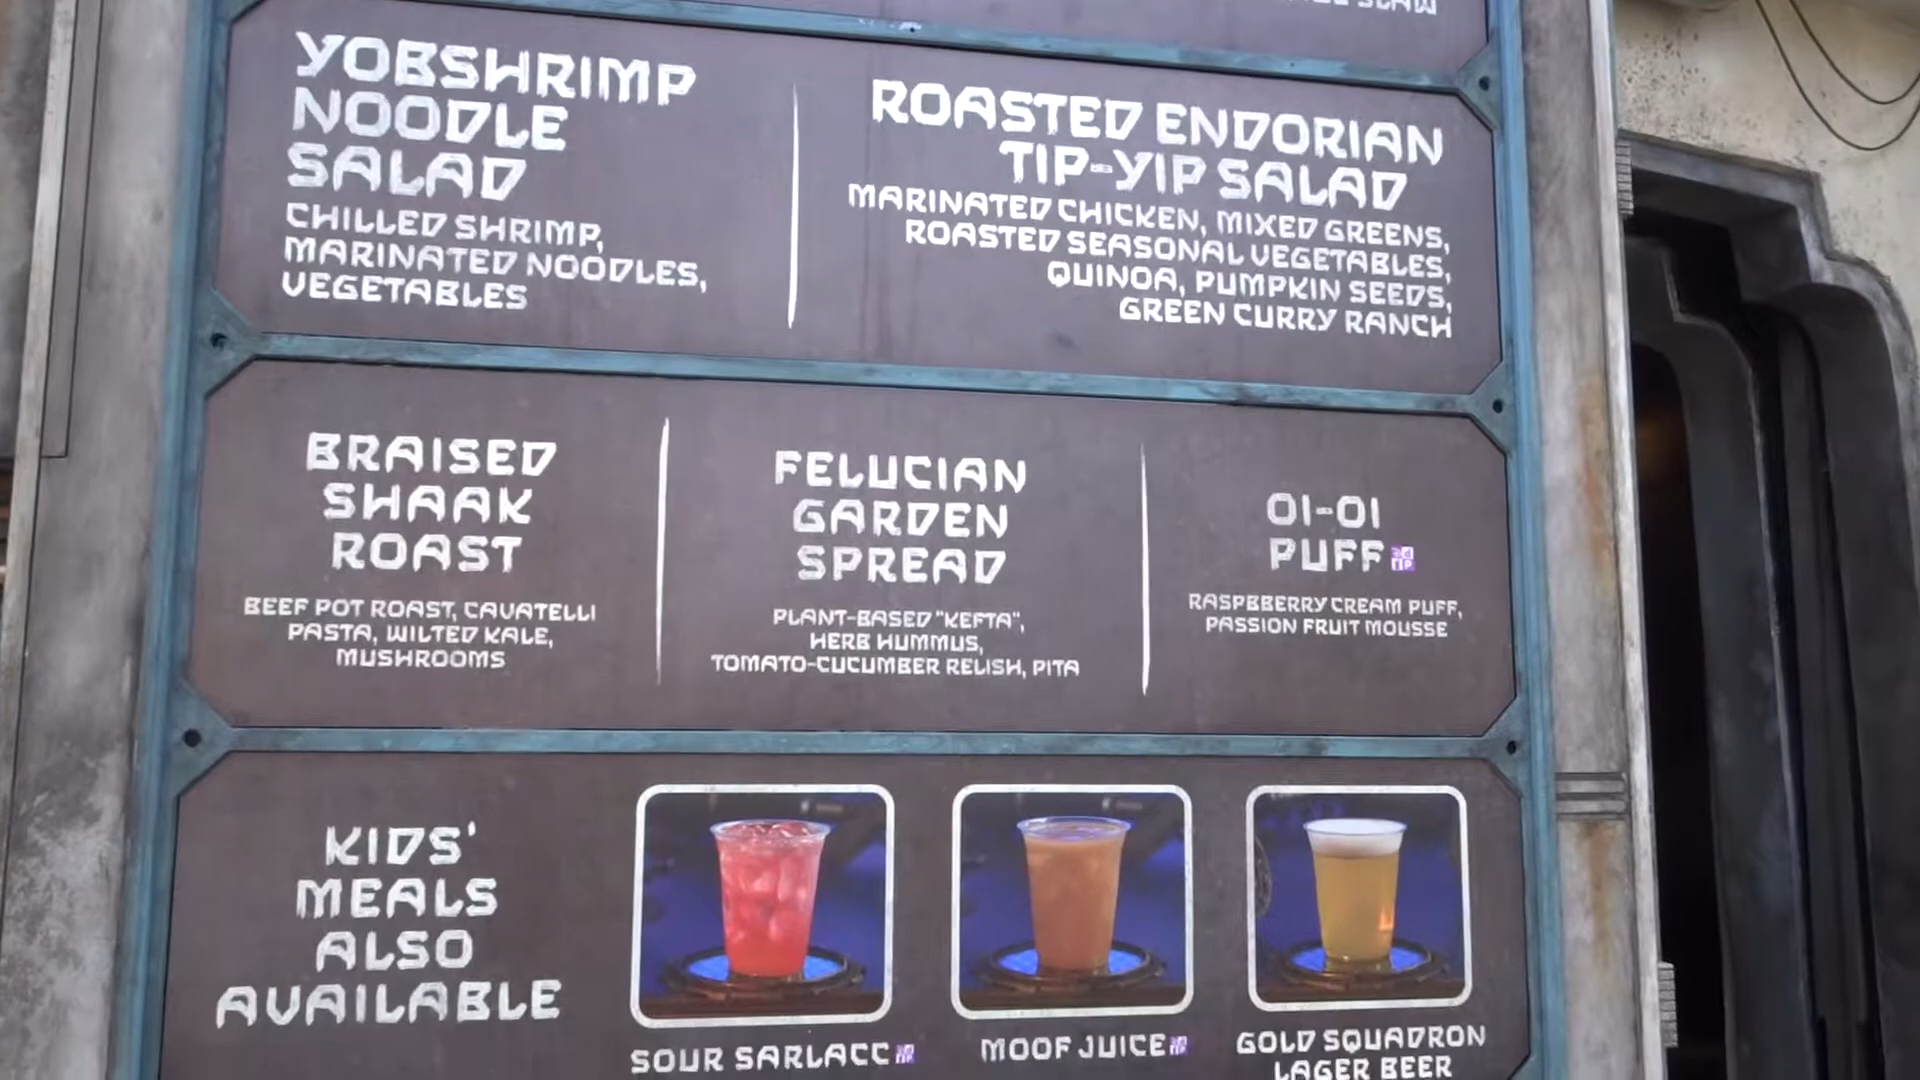 SLAW
YOBSHRIMP
NOODLE
SALAD
CHILLED SHRIMP,
MARINATED NOODLES,
VEGETABLES
ROASTED ENDORIAN
TIP-YIP SALAD
MARINATED CHICKEN, MIXED GREENS,
ROASTED SEASONAL VEGETABLES,
QUINOA, PUMPKIN SEEDS,
GREEN CURRY RANCH
BRAISED
SHAAK
ROAST
BEEF POT ROAST, CAVATELLI
PASTA, WILTED KALE,
MUSHROOMS
FELUCIAN
GARDEN
SPREAD
PLANT-BASED "KEFTA",
HERB HUMMUS,
TOMATO-CUCUMBER RELISH, PITA
OI-OI
PUFF
RASPBBERRY CREAM PUFF,
PASSION FRUIT MOUSSE
KIDS'
MEALS
ALSO
AVAILABLE
SOUR SARLACC
MOOF JUICE
GOLD SQUADRON
LAGER BEER